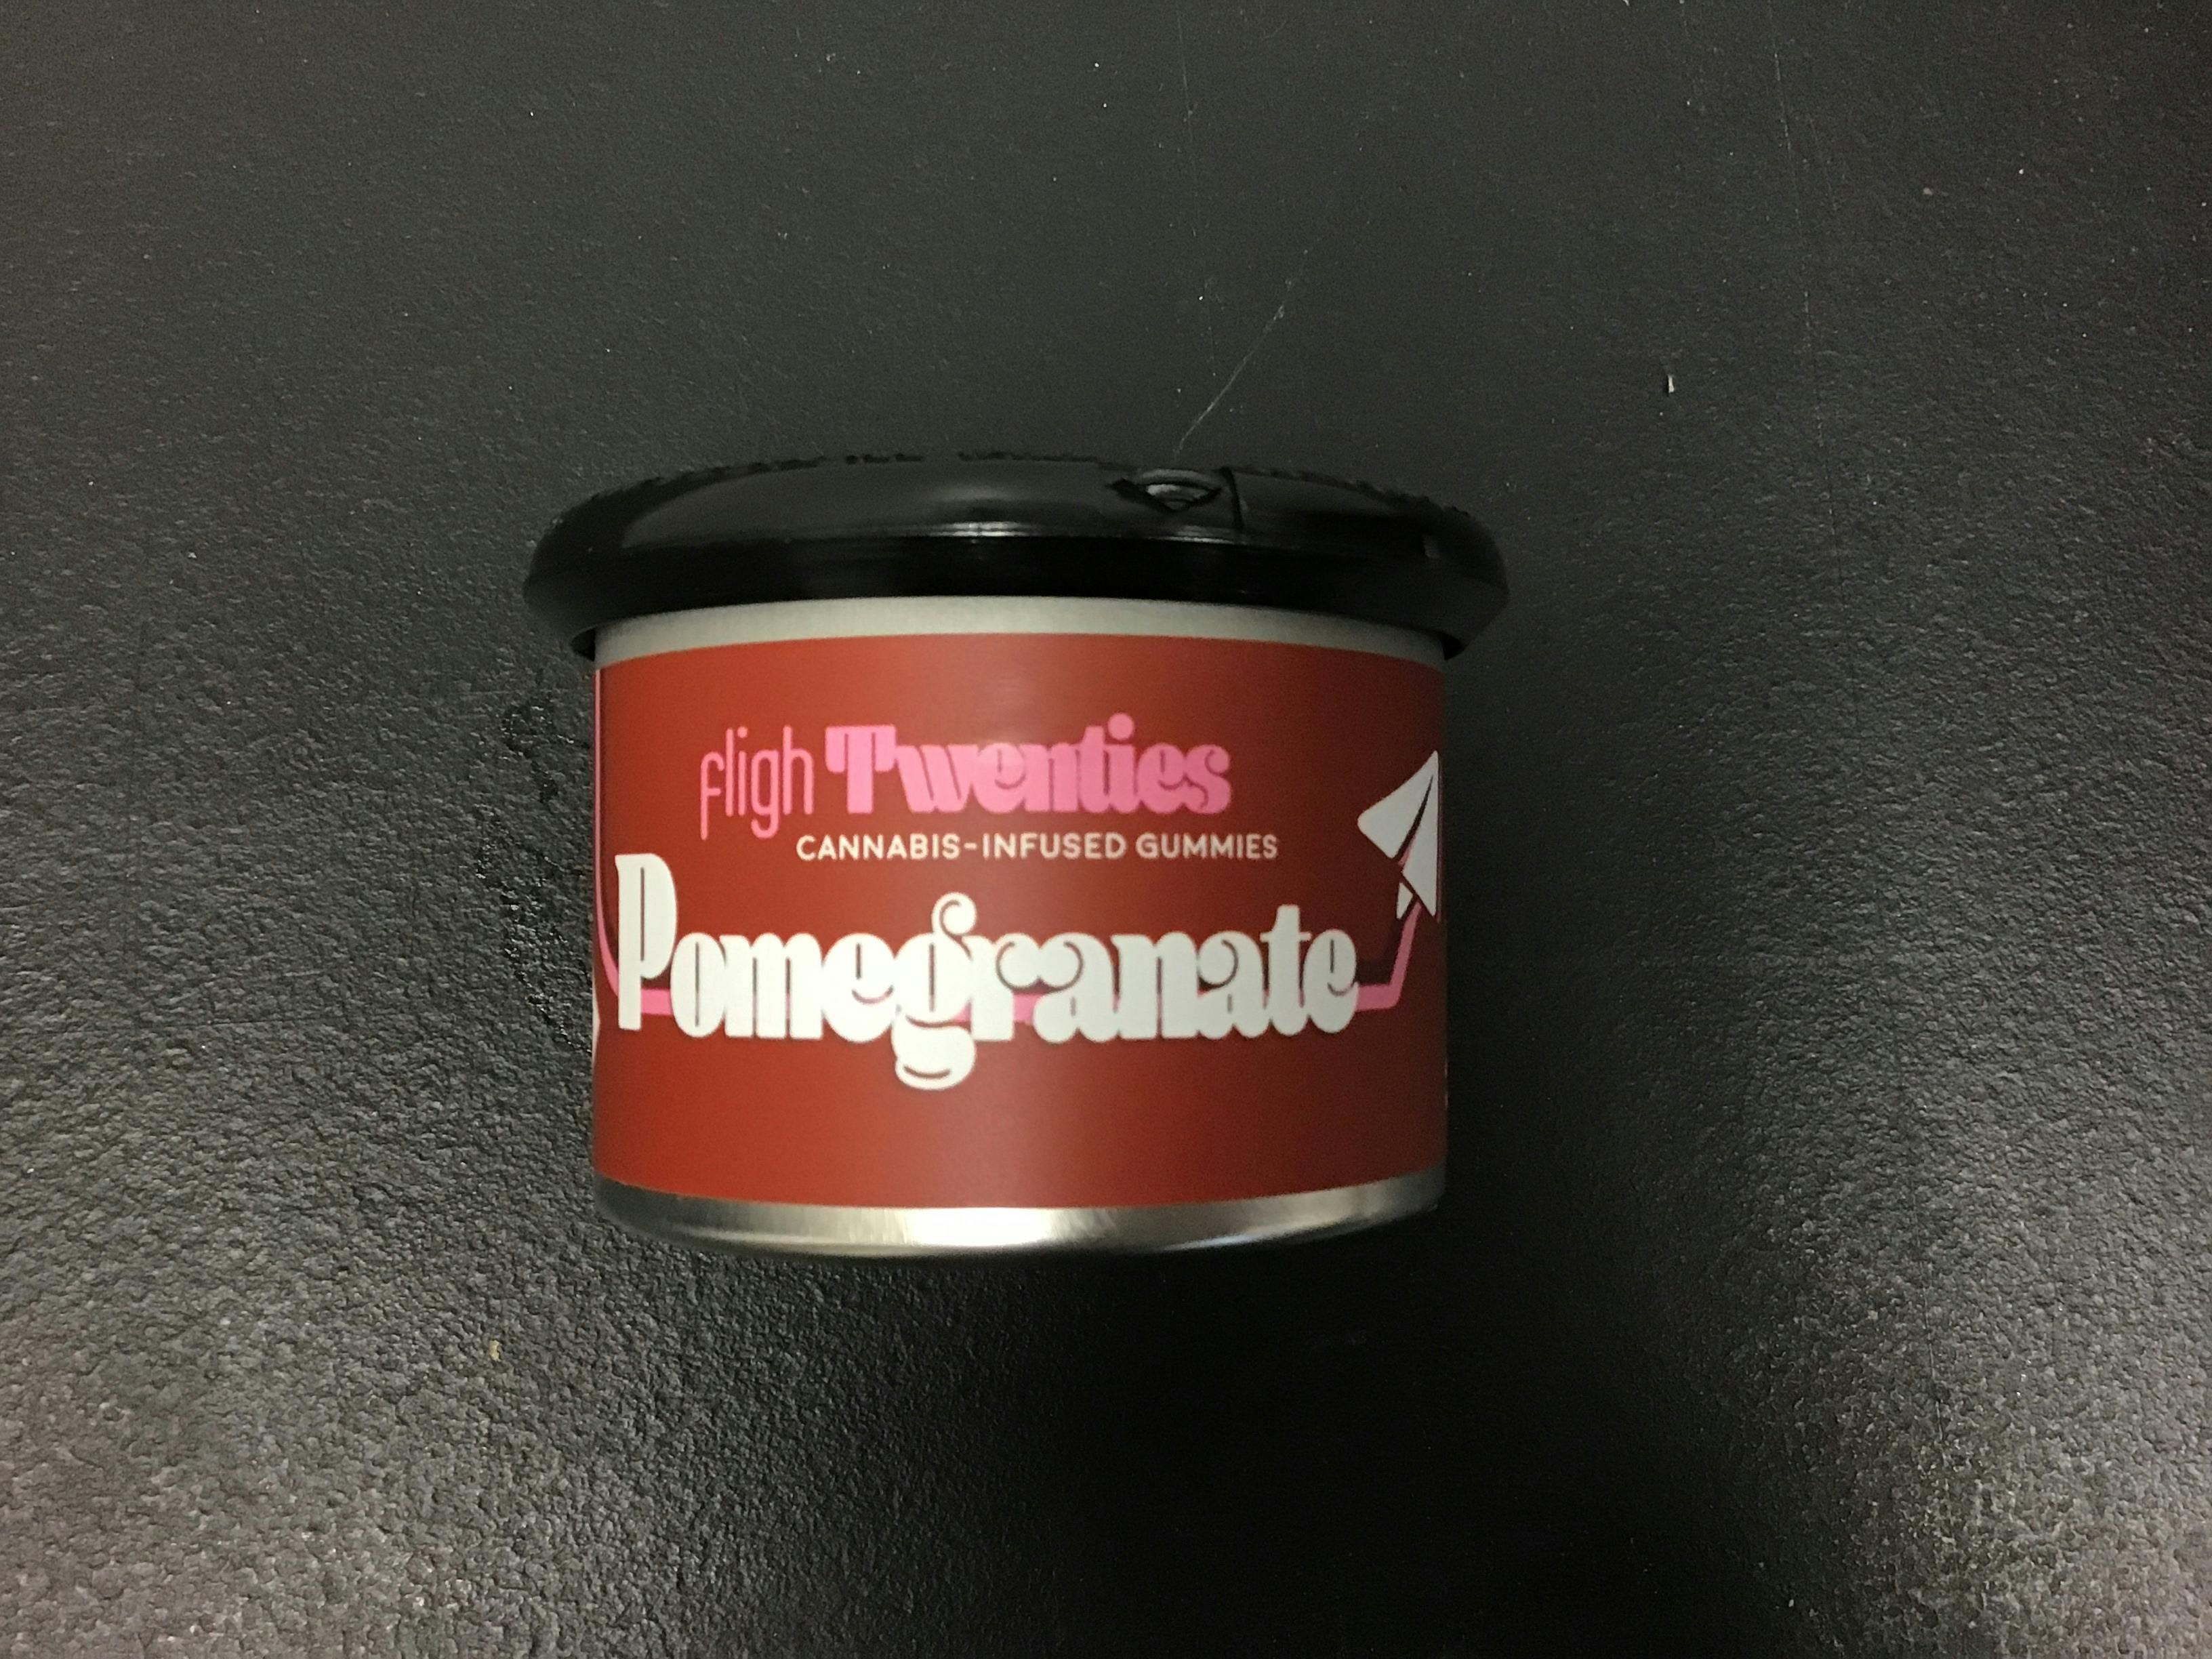 flighTwenties
CANNABIS-INFUSED GUMMIES
Pomegranate